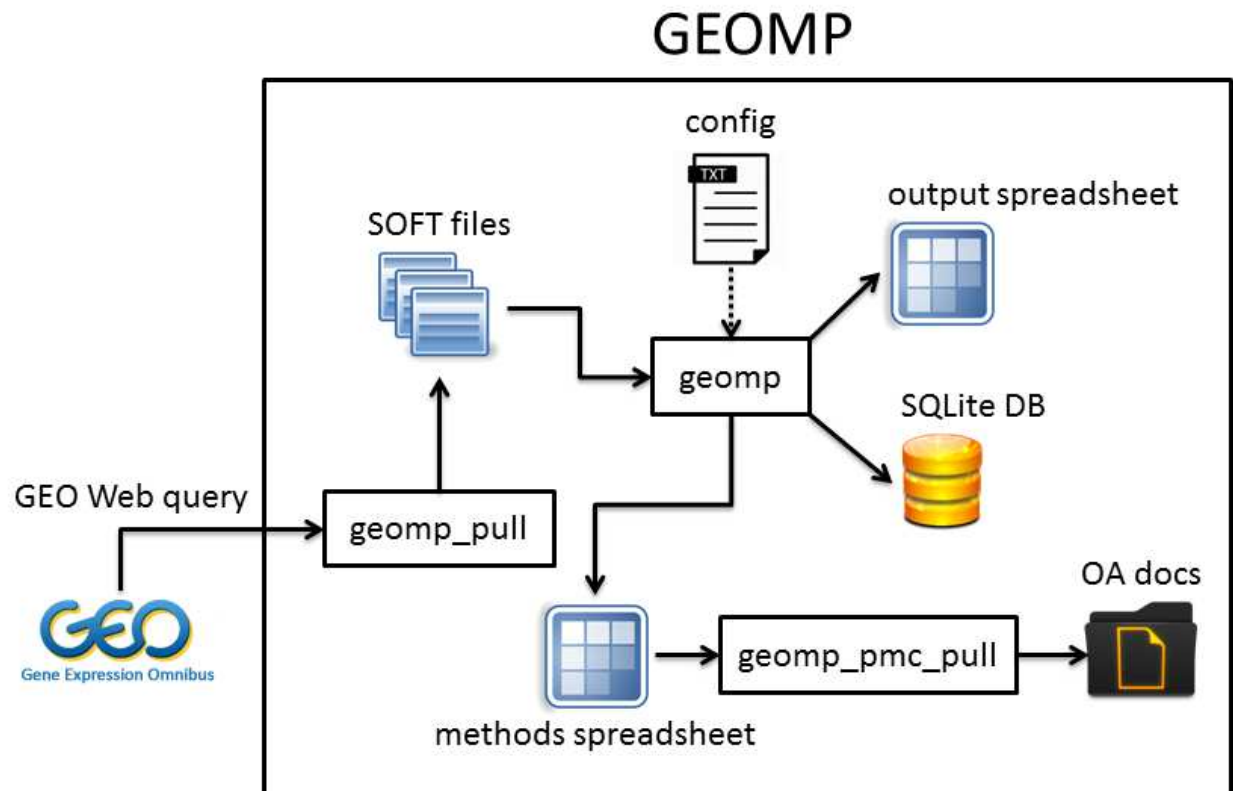 GEOMP
config
TXT
output spreadsheet
SOFT files
geomp
SQLite DB
GEO Web query
geomp_pull
OA docs
GEO
Gene Expression Omnibus
geomp_pmc_pull
methods spreadsheet